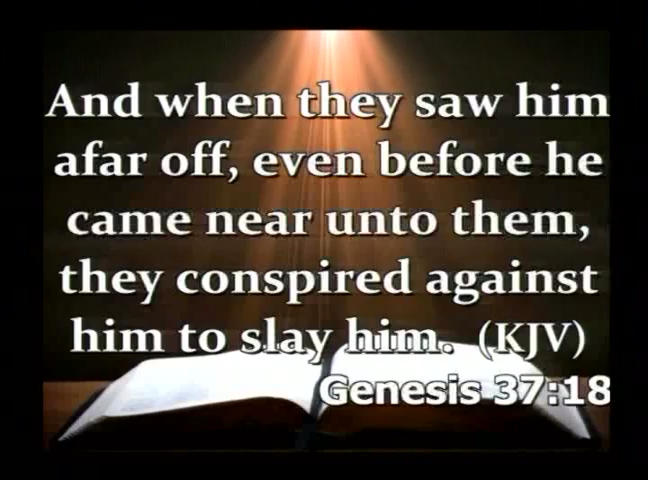 And when they saw him
afar off, even before he
came near unto them,
they conspired against
him to slay him. (KJV)
Genesis 37:18